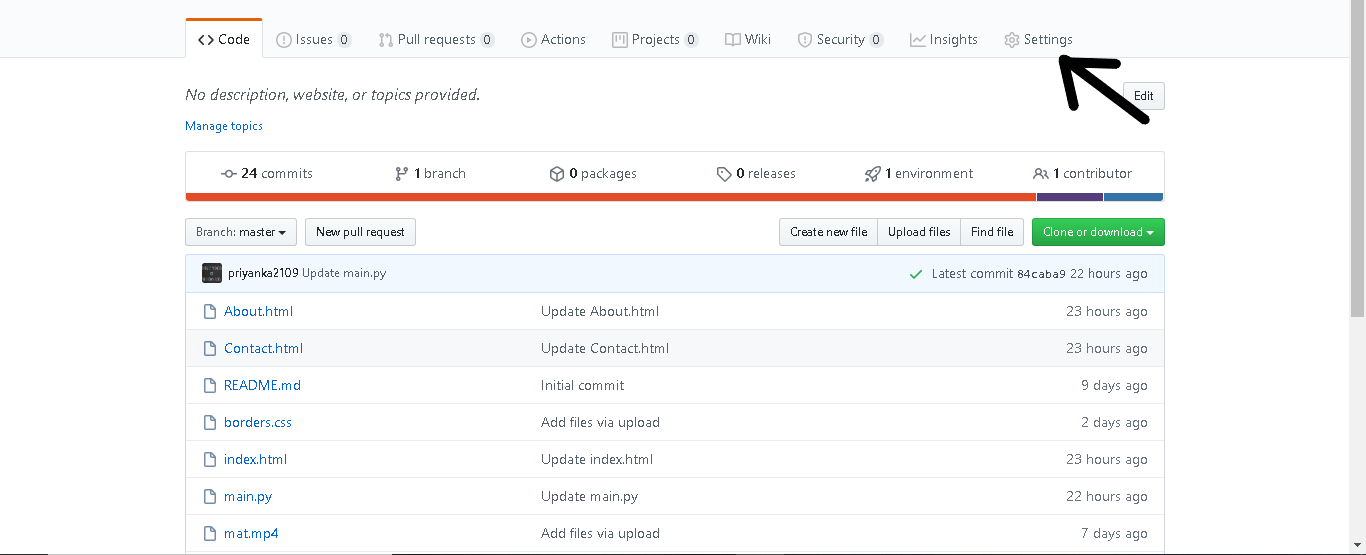 Code Issues 0 Pull requests 0 Actions Projects 0 Wiki Security 0 Insights Settings
No description, website, or topics provided. Edit
Manage topics
24 commits 1 branch 0 packages 0 releases 1 environment 1 contributor
Branch: master New pull request Create new file Upload files Find file Clone or download
priyanka2109 Update main.py Latest commit 84caba9 22 hours ago
About.html Update About.html 23 hours ago
Contact.html Update Contact.html 23 hours ago
README.md Initial commit 9 days ago
borders.css Add files via upload 2 days ago
index.html Update index.html 23 hours ago
main.py Update main.py 22 hours ago
mat.mp4 Add files via upload 7 days ago